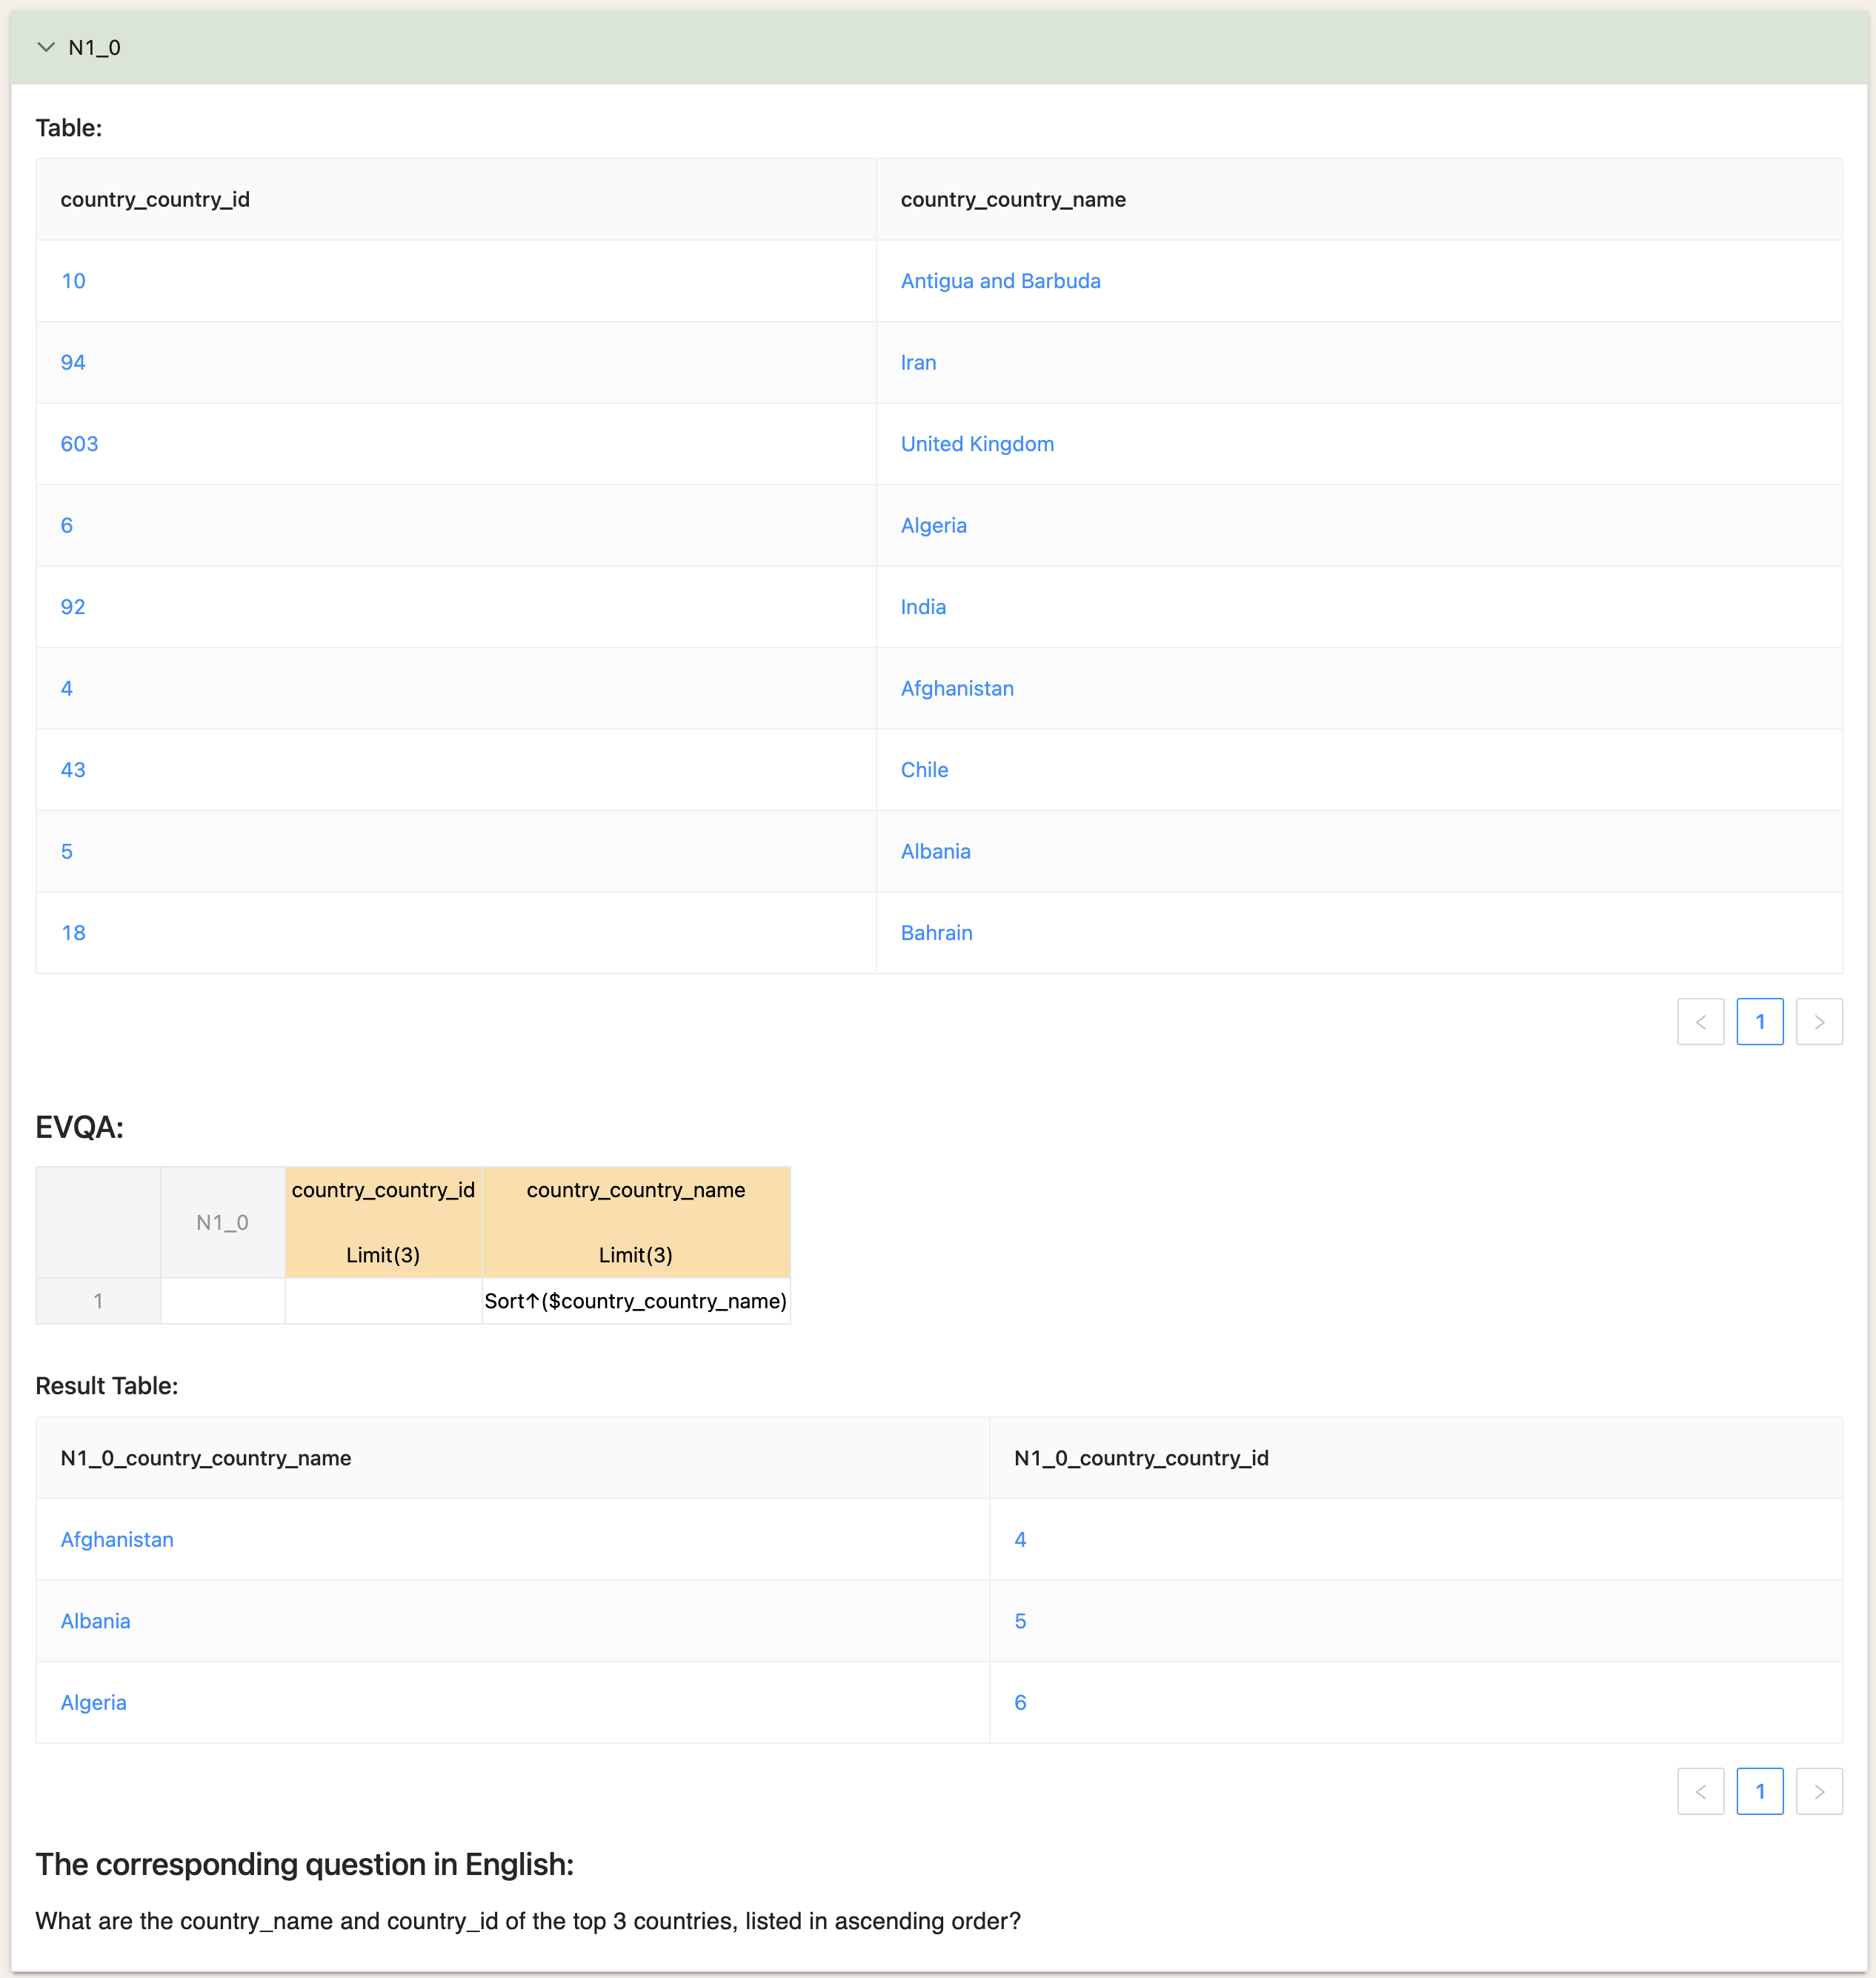 N1_0
Table:
country_country_id country_country_name
10 Antigua and Barbuda
94 Iran
603 United Kingdom
6 Algeria
92 India
4 Afghanistan
43 Chile
5 Albania
18 Bahrain
< 1 >
EVQA:
N1_0 country_country_id country_country_name
Limit(3) Limit(3)
1 Sort↑($country_country_name)
Result Table:
N1_0_country_country_name N1_0_country_country_id
Afghanistan 4
Albania 5
Algeria 6
< 1 >
The corresponding question in English:
What are the country_name and country_id of the top 3 countries, listed in ascending order?